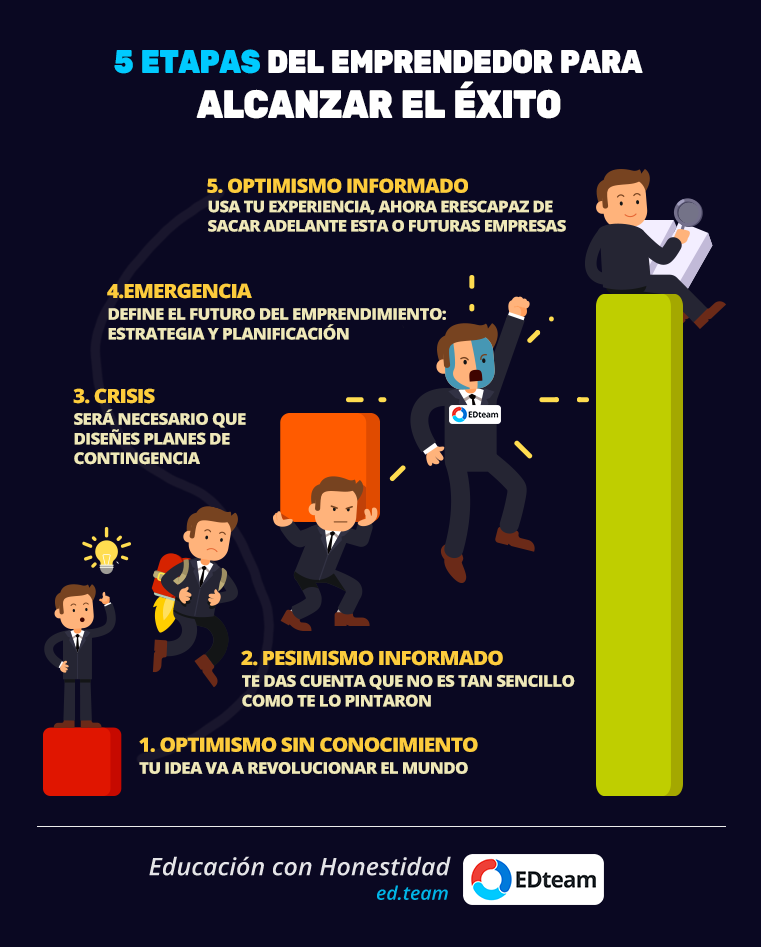 5 ETAPAS DEL EMPRENDEDOR PARA
ALCANZAR EL ÉXITO
5. OPTIMISMO INFORMADO
USA TU EXPERIENCIA, AHORA ERESCAPAZ DE
SACAR ADELANTE ESTA O FUTURAS EMPRESAS
4.EMERGENCIA
DEFINE EL FUTURO DEL EMPRENDIMIENTO:
ESTRATEGIA Y PLANIFICACIÓN
3. CRISIS
SERÁ NECESARIO QUE
DISEÑES PLANES DE
CONTINGENCIA
EDteam
2. PESIMISMO INFORMADO
TE DAS CUENTA QUE NO ES TAN SENCILLO
COMO TE LO PINTARON
1. OPTIMISMO SIN CONOCIMIENTO
TU IDEA VA A REVOLUCIONAR EL MUNDO
Educación con Honestidad
ed.team
EDteam